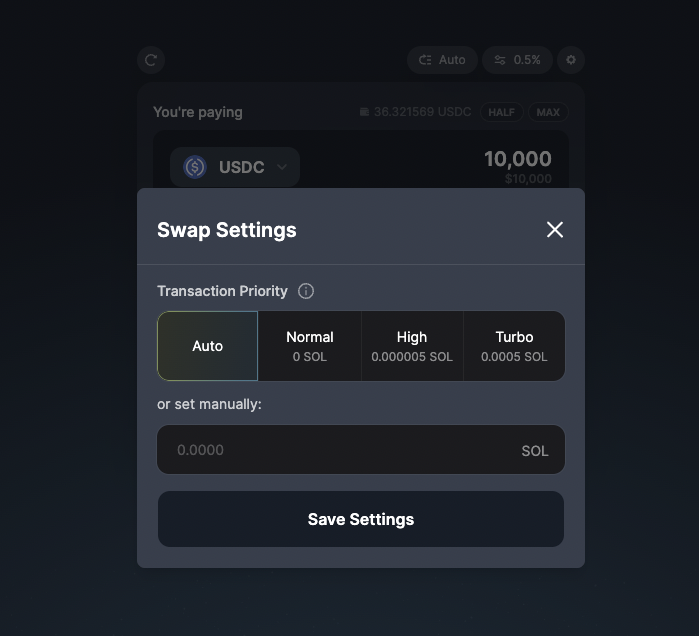 Auto
0.5%
You're paying
36.321569 USDC
HALF
MAX
USDC
10,000
$10,000
Swap Settings
Transaction Priority
Auto
Normal
0 SOL
High
0.000005 SOL
Turbo
0.0005 SOL
or set manually:
0.0000
SOL
Save Settings